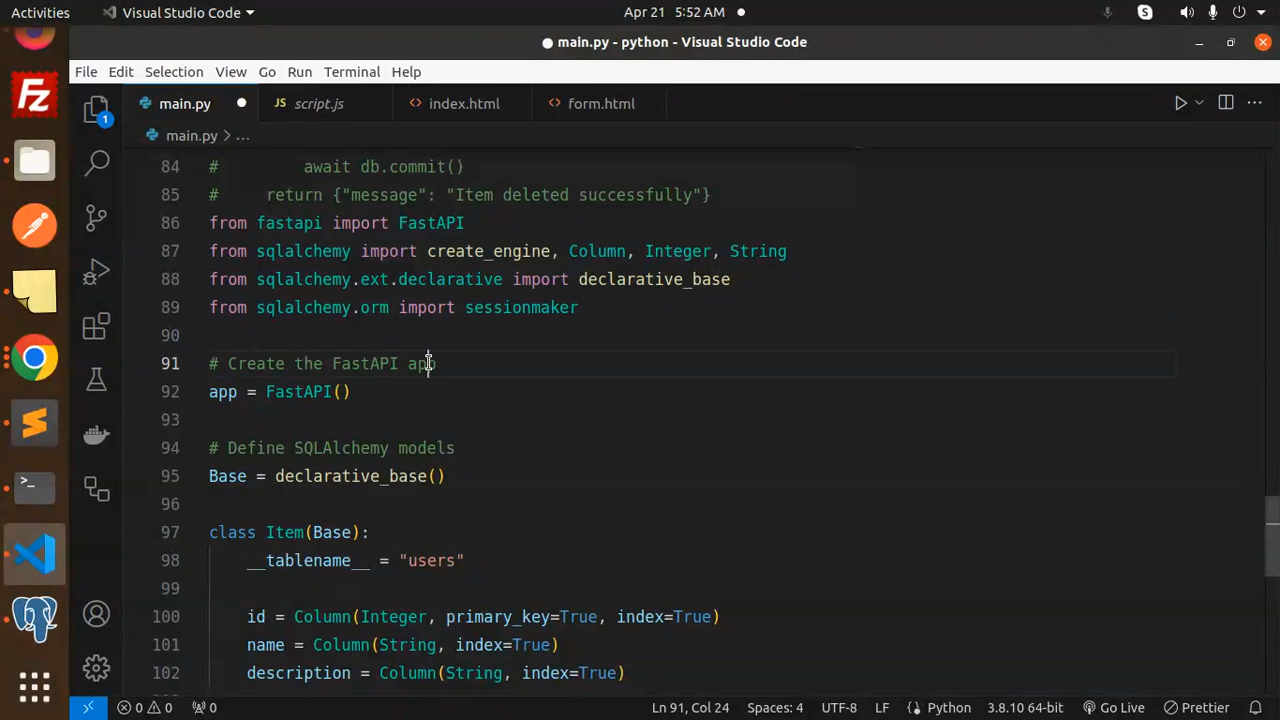 Visual Studio Code
Apr 21 5:52 AM
main.py - python - Visual Studio Code
File Edit Selection View Go Run Terminal Help
main.py
JS script.js
<> index.html
<> form.html
main.py > ...
84 # await db.commit()
85 # return {"message": "Item deleted successfully"}
86 from fastapi import FastAPI
87 from sqlalchemy import create_engine, Column, Integer, String
88 from sqlalchemy.ext.declarative import declarative_base
89 from sqlalchemy.orm import sessionmaker
90
91 # Create the FastAPI app
92 app = FastAPI()
93
94 # Define SQLAlchemy models
95 Base = declarative_base()
96
97 class Item(Base):
98 __tablename__ = "users"
99
100 id = Column(Integer, primary_key=True, index=True)
101 name = Column(String, index=True)
102 description = Column(String, index=True)
Fz
1
0 0 0 Ln 91, Col 24 Spaces: 4 UTF-8 LF Python 3.8.10 64-bit Go Live Prettier